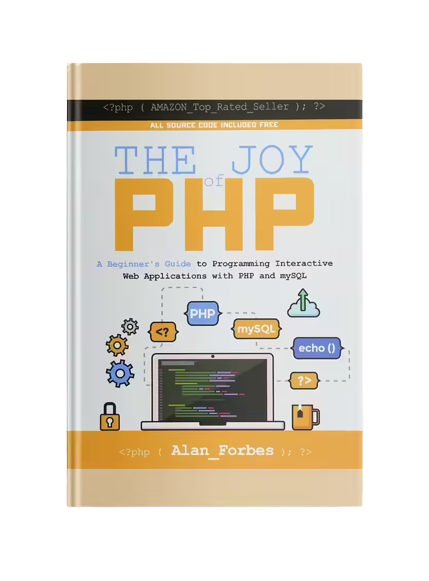 <?php ( AMAZON_Top_Rated_Seller ); ?>
ALL SOURCE CODE INCLUDED FREE
THE JOY
of
PHP
A Beginner's Guide to Programming Interactive
Web Applications with PHP and mySQL
PHP
<?
mySQL
echo ()
?>
<?php ( Alan_Forbes ); ?>